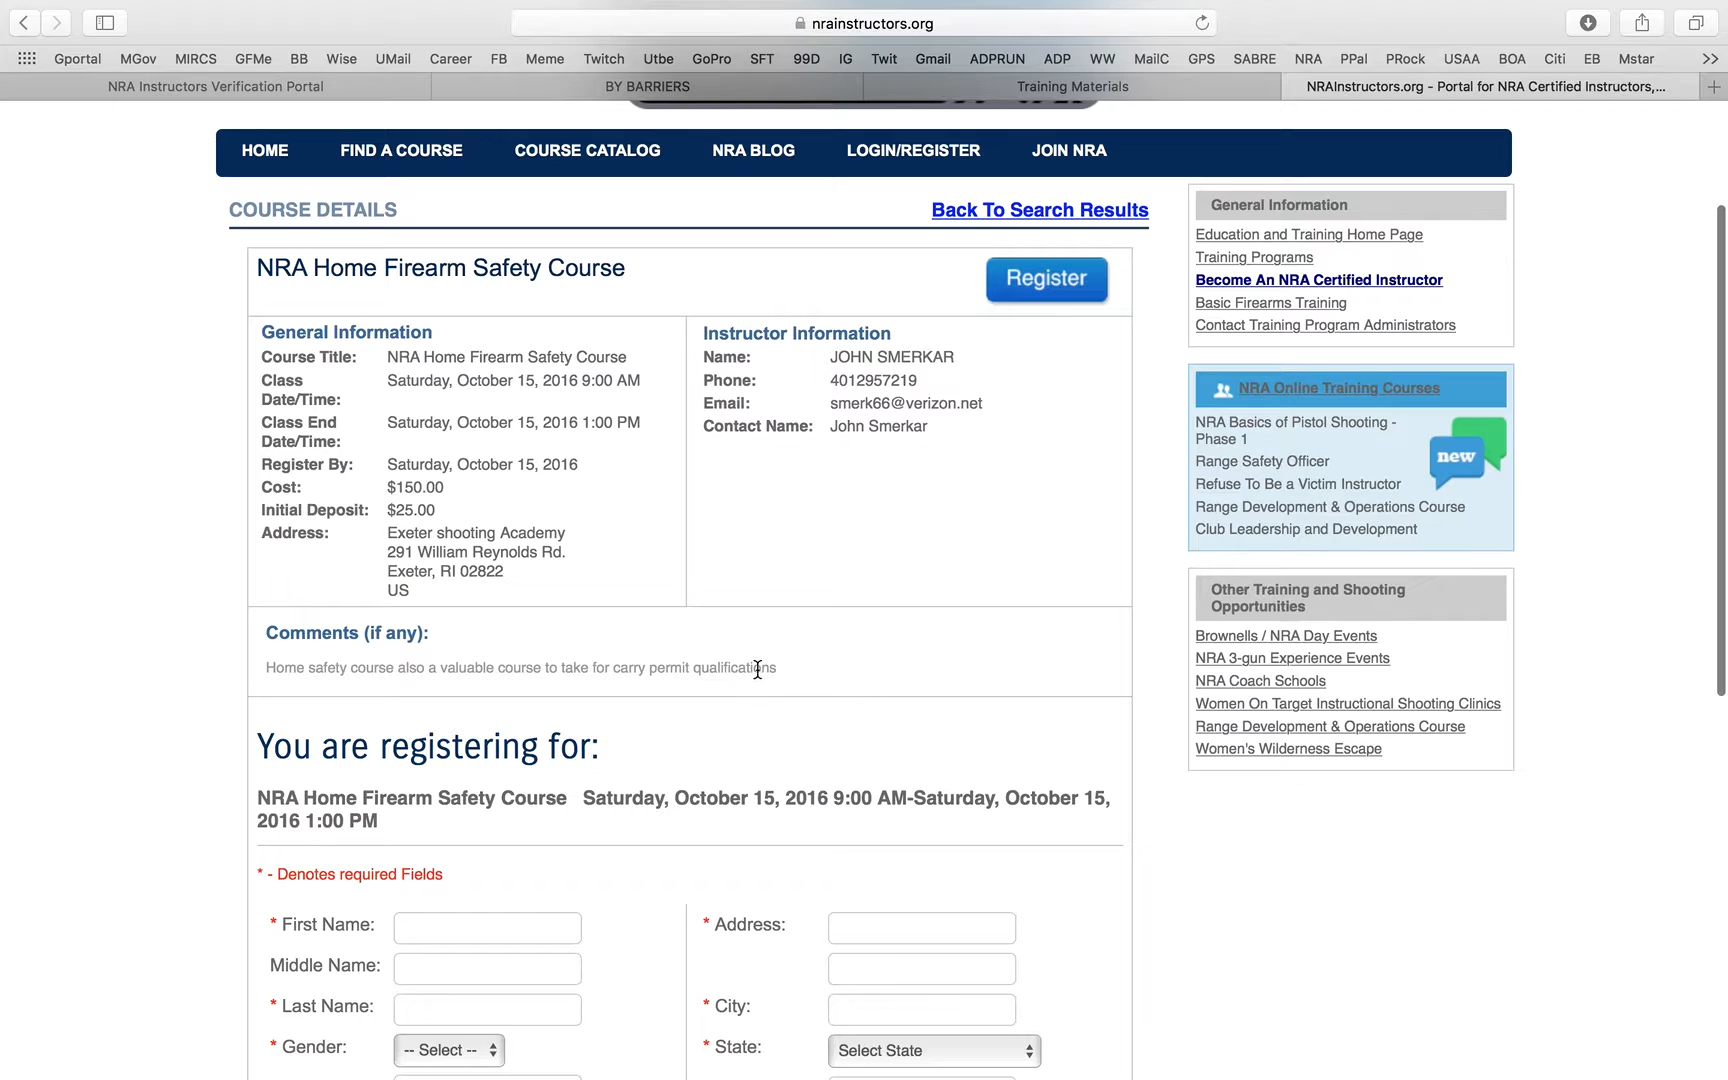 nrainstructors.org
Gportal MGov MIRCS GFMe BB Wise UMail Career FB Meme Twitch Utbe GoPro SFT 99D IG Twit Gmail ADPRUN ADP WW MailC GPS SABRE NRA PPal PRock USAA BOA Citi EB Mstar >>
NRA Instructors Verification Portal BY BARRIERS Training Materials NRAInstructors.org - Portal for NRA Certified Instructors,... +
HOME FIND A COURSE COURSE CATALOG NRA BLOG LOGIN/REGISTER JOIN NRA
COURSE DETAILS Back To Search Results
NRA Home Firearm Safety Course Register
General Information
Course Title: NRA Home Firearm Safety Course
Class Saturday, October 15, 2016 9:00 AM
Date/Time:
Class End Saturday, October 15, 2016 1:00 PM
Date/Time:
Register By: Saturday, October 15, 2016
Cost: $150.00
Initial Deposit: $25.00
Address: Exeter shooting Academy
291 William Reynolds Rd.
Exeter, RI 02822
US
Instructor Information
Name: JOHN SMERKAR
Phone: 4012957219
Email: smerk66@verizon.net
Contact Name: John Smerkar
Comments (if any):
Home safety course also a valuable course to take for carry permit qualifications
You are registering for:
NRA Home Firearm Safety Course Saturday, October 15, 2016 9:00 AM-Saturday, October 15,
2016 1:00 PM
* - Denotes required Fields
* First Name:
Middle Name:
* Last Name:
* Gender: -- Select --
* Address:
* City:
* State: Select State
General Information
Education and Training Home Page
Training Programs
Become An NRA Certified Instructor
Basic Firearms Training
Contact Training Program Administrators
NRA Online Training Courses
NRA Basics of Pistol Shooting -
Phase 1
new
Range Safety Officer
Refuse To Be a Victim Instructor
Range Development & Operations Course
Club Leadership and Development
Other Training and Shooting
Opportunities
Brownells / NRA Day Events
NRA 3-gun Experience Events
NRA Coach Schools
Women On Target Instructional Shooting Clinics
Range Development & Operations Course
Women's Wilderness Escape